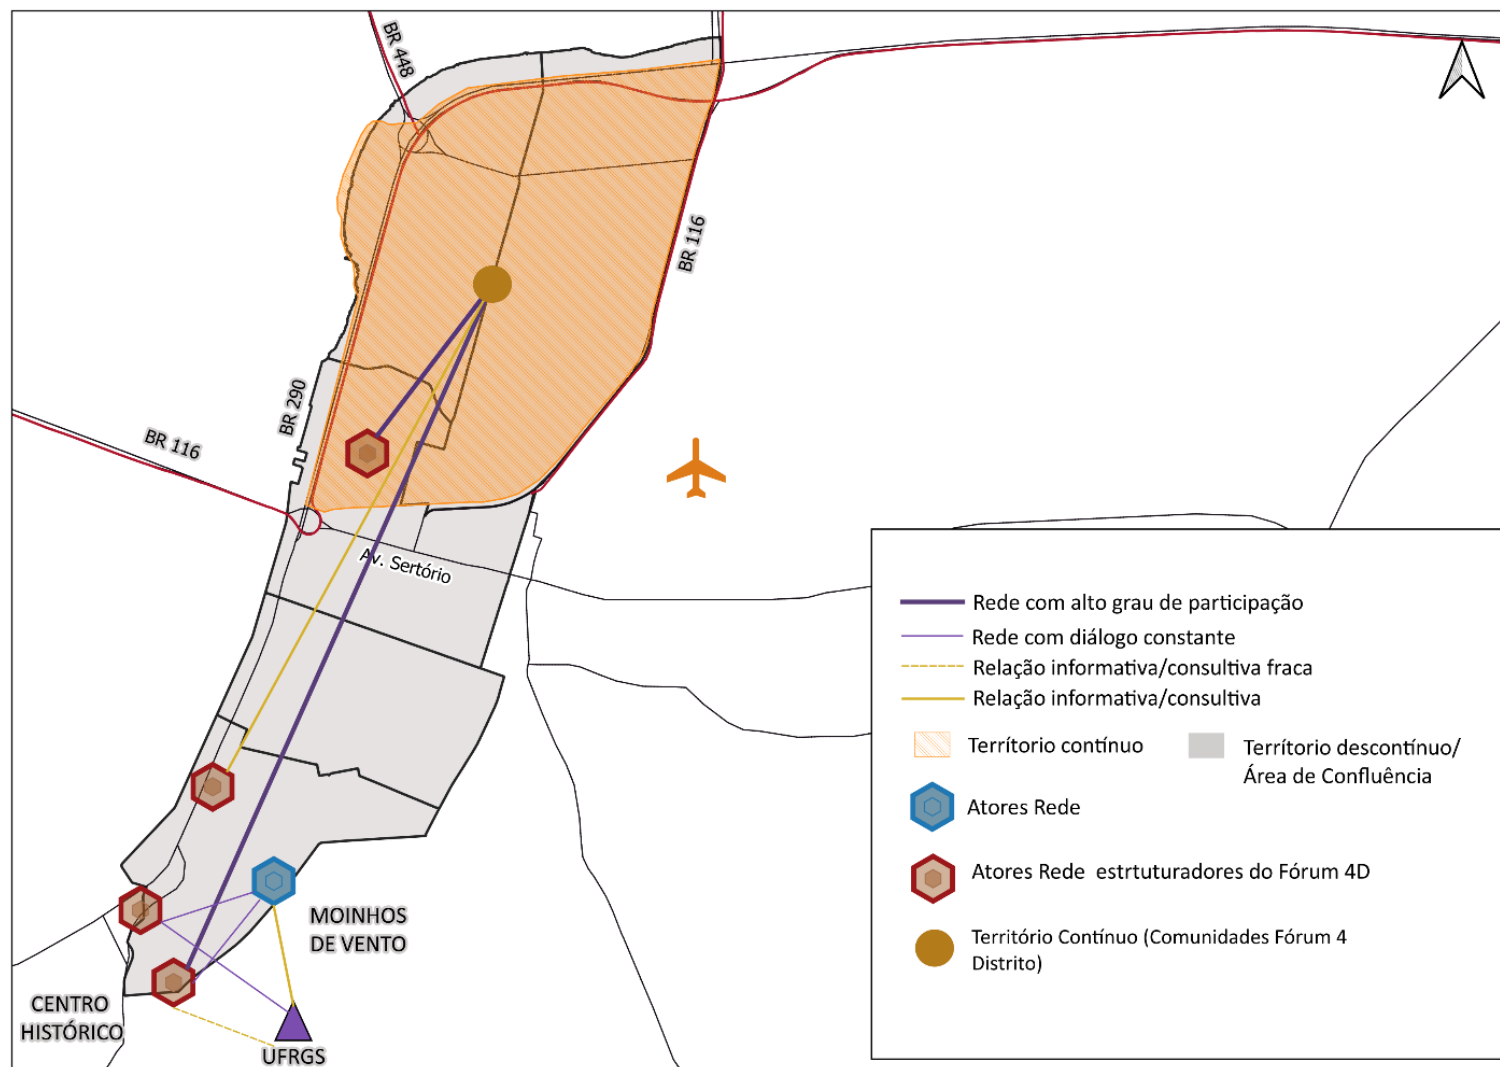 BR 448
BR 116
BR 290
BR 116
Av. Sertório
MOINHOS
DE VENTO
CENTRO
HISTÓRICO
UFRGS
Rede com alto grau de participação
Rede com diálogo constante
Relação informativa/consultiva fraca
Relação informativa/consultiva
Terrítorio contínuo
Terrítorio descontínuo/
Área de Confluência
Atores Rede
Atores Rede estrtuturadores do Fórum 4D
Território Contínuo (Comunidades Fórum 4
Distrito)